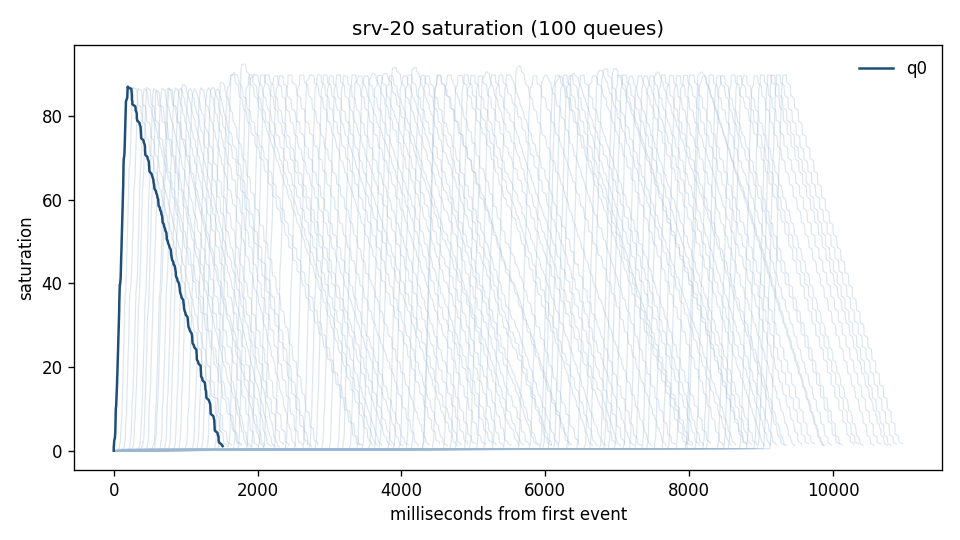 srv-20 saturation (100 queues)
q0
saturation
80
60
40
20
0
0 2000 4000 6000 8000 10000
milliseconds from first event